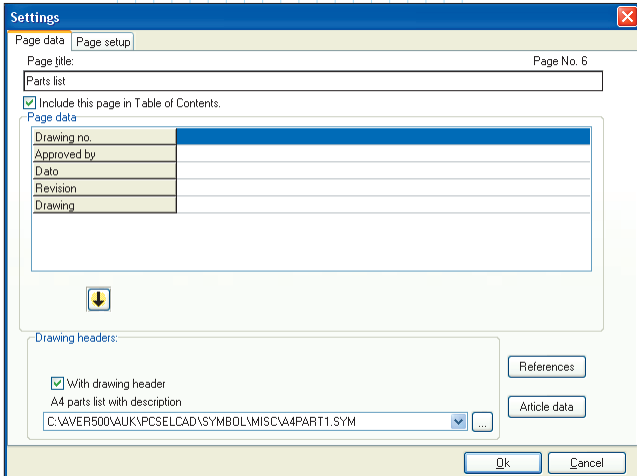 Settings
Page data Page setup
Page title: Page No. 6
Parts list
Include this page in Table of Contents.
Page data
Drawing no.
Approved by
Dato
Revision
Drawing
Drawing headers:
With drawing header
A4 parts list with description
C:\AVER500\AUK\PCSELCAD\SYMBOL\MISC\A4PART1.SYM ...
References
Article data
Ok Cancel